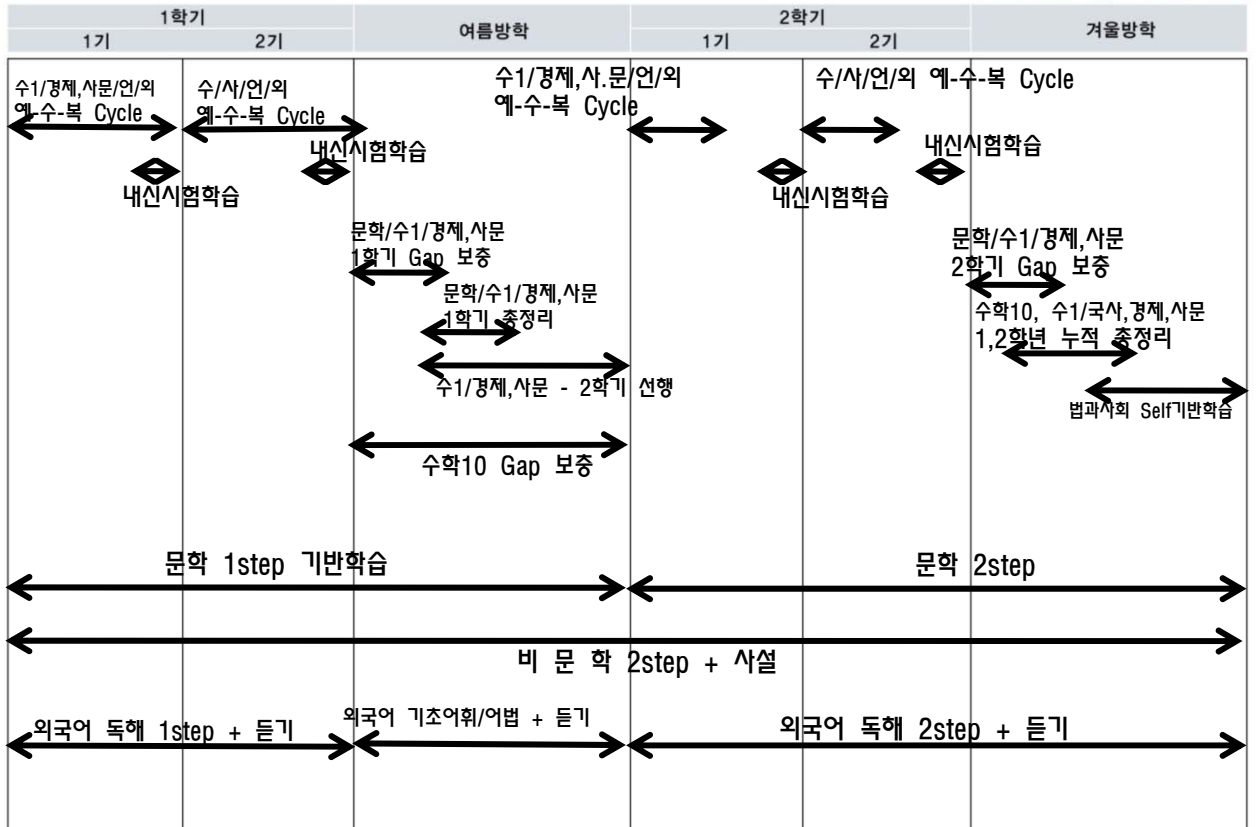 1학기
여름방학
2학기
겨울방학
1기
2기
1기
2기
수1/경제,사문/언/외
예-수-복 Cycle
수/사/언/외
예-수-복 Cycle
수1/경제,사.문/언/외
예-수-복 Cycle
수/사/언/외 예-수-복 Cycle
내신시험학습
내신시험학습
내신시험학습
내신시험학습
문학/수1/경제,사문
1학기 Gap 보충
문학/수1/경제,사문
1학기 총정리
수1/경제,사문 - 2학기 선행
수학10 Gap 보충
문학/수1/경제,사문
2학기 Gap 보충
수학10, 수1/국사,경제,사문
1,2학년 누적 총정리
법과사회 Self기반학습
문학 1step 기반학습
문학 2step
비 문 학 2step + 사설
외국어 독해 1step + 듣기
외국어 기초어휘/어법 + 듣기
외국어 독해 2step + 듣기